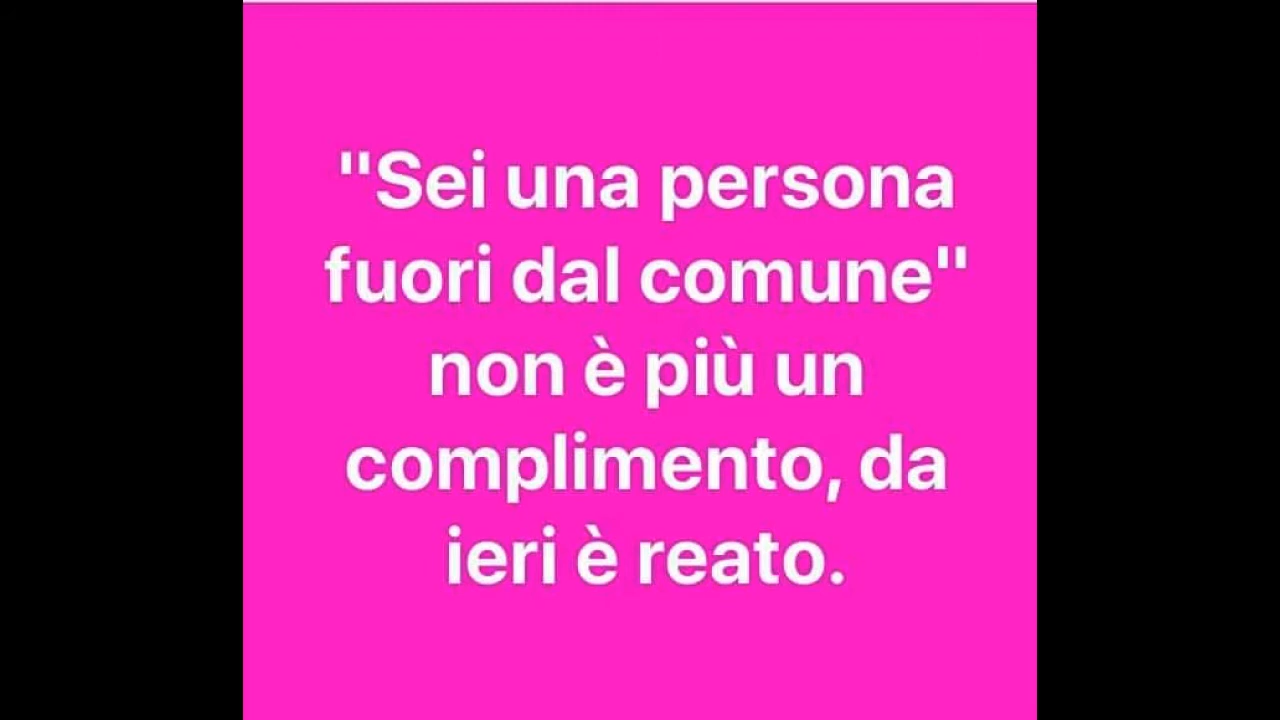 "Sei una persona
fuori dal comune"
non è più un
complimento, da
ieri è reato.